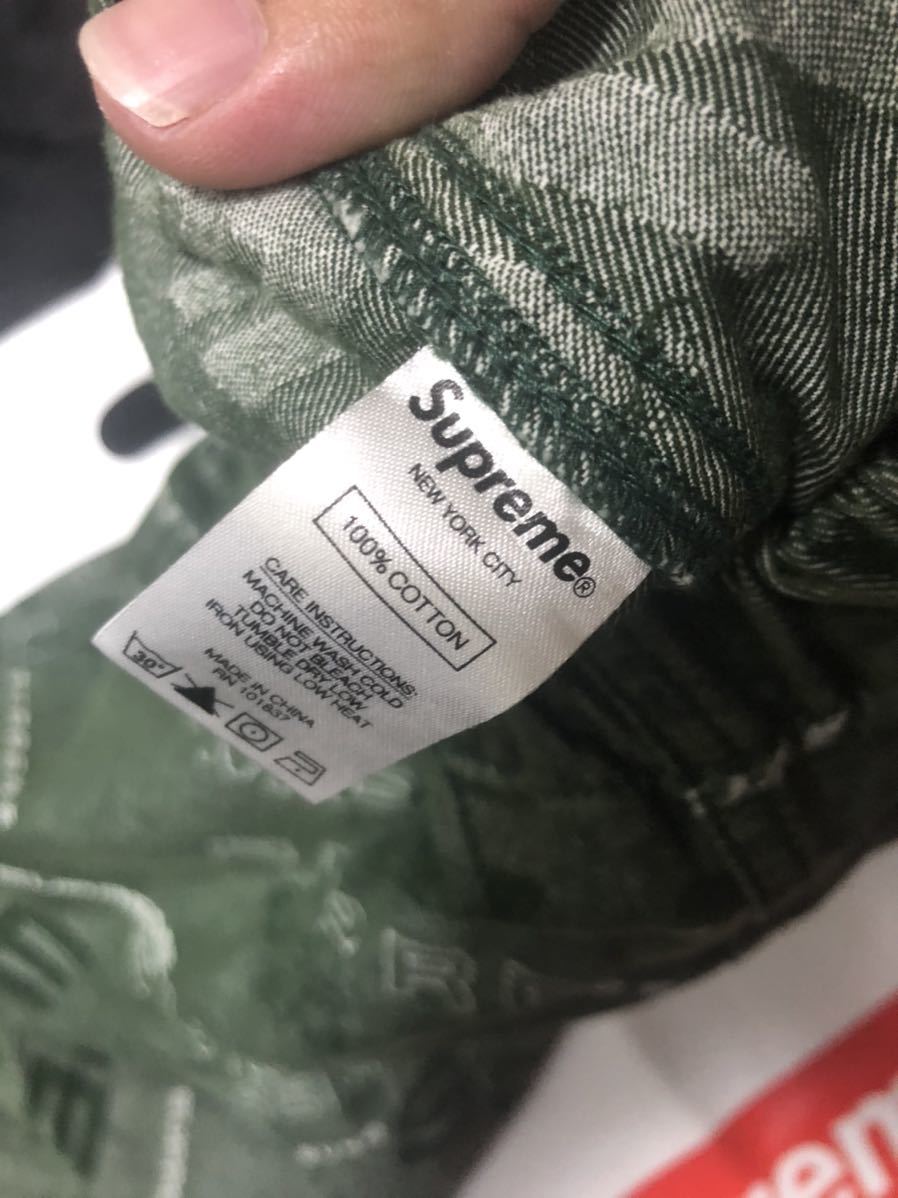 Supreme®
NEW YORK CITY
100% COTTON
CARE INSTRUCTIONS:
MACHINE WASH COLD
DO NOT BLEACH
TUMBLE DRY LOW
IRON USING LOW HEAT
MADE IN CHINA
RN 101837
30°
rem